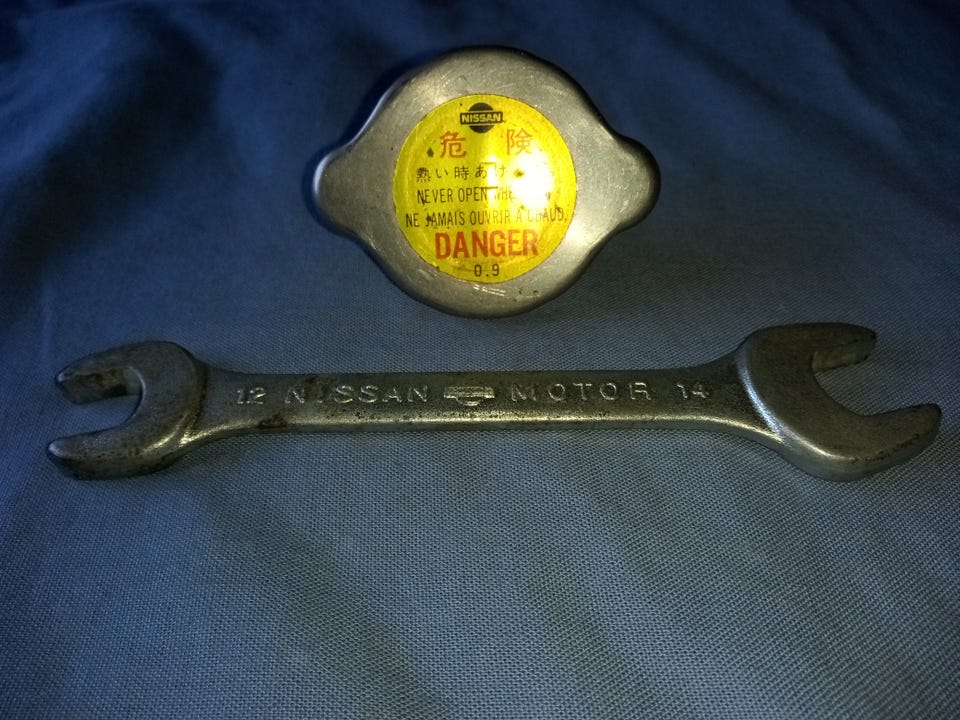 NISSAN
危険
熱い時あけ
NEVER OPEN
NE JAMAIS OUVRIR A CHAUD.
DANGER
0.9
12 NISSAN MOTOR 14